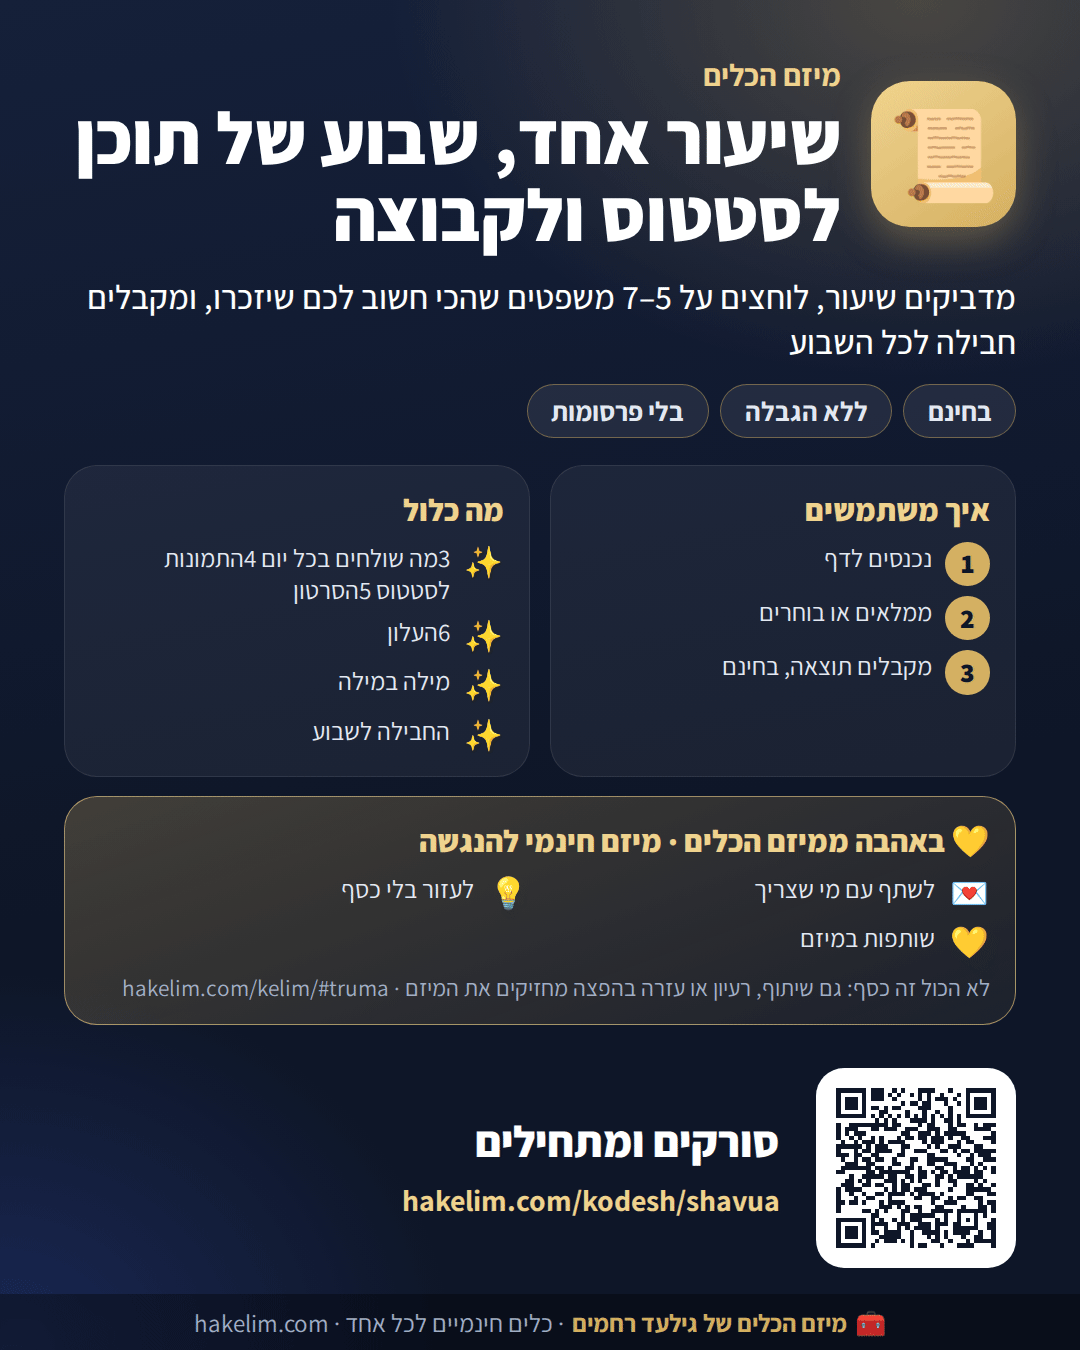 מיזם הכלים
שיעור אחד, שבוע של תוכן
לסטטוס ולקבוצה
מדביקים שיעור, לוחצים על 5–7 משפטים שהכי חשוב לכם שיזכרו, ומקבלים
חבילה לכל השבוע
בחינם
ללא הגבלה
בלי פרסומות
איך משתמשים
1 נכנסים לדף
2 ממלאים או בוחרים
3 מקבלים תוצאה, בחינם
מה כלול
3מה שולחים בכל יום 4התמונות
לסטטוס 5הסרטון
6העלון
מילה במילה
החבילה לשבוע
באהבה ממיזם הכלים · מיזם חינמי להנגשה
לשתף עם מי שצריך
לעזור בלי כסף
שותפות במיזם
לא הכול זה כסף: גם שיתוף, רעיון או עזרה בהפצה מחזיקים את המיזם · hakelim.com/kelim/#truma
סורקים ומתחילים
hakelim.com/kodesh/shavua
מיזם הכלים של גילעד רחמים · כלים חינמיים לכל אחד · hakelim.com